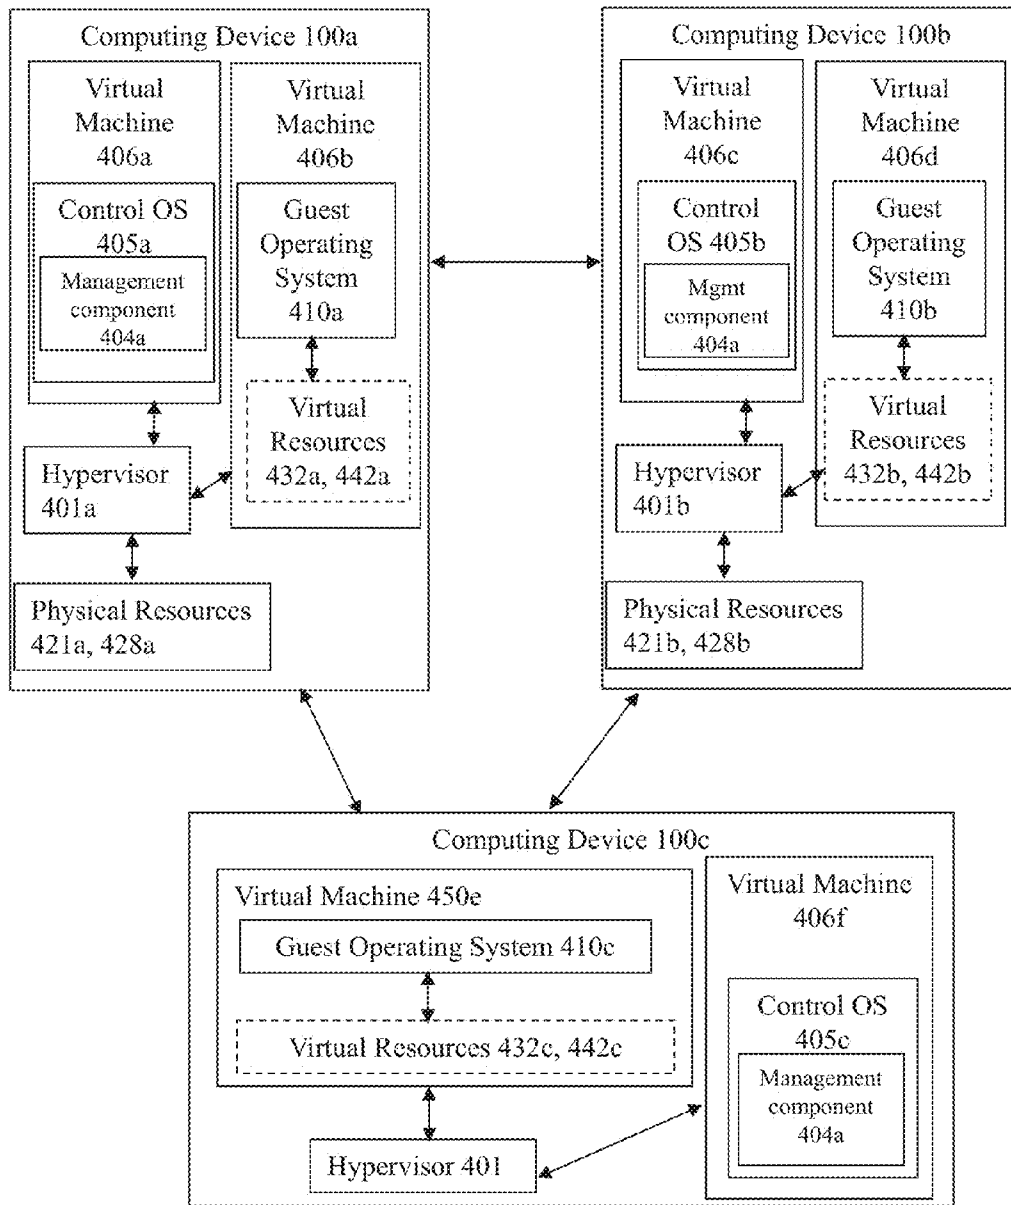 Computing Device 100a
Virtual
Machine
406a
Control OS
405a
Management
component
404a
Virtual
Machine
406b
Guest
Operating
System
410a
Virtual
Resources
432a, 442a
Hypervisor
401a
Physical Resources
421a, 428a
Computing Device 100b
Virtual
Machine
406c
Control
OS 405b
Mgmt
component
404a
Virtual
Machine
406d
Guest
Operating
System
410b
Virtual
Resources
432b, 442b
Hypervisor
401b
Physical Resources
421b, 428b
Computing Device 100c
Virtual Machine 450e
Guest Operating System 410c
Virtual Resources 432c, 442c
Hypervisor 401
Virtual Machine
406f
Control OS
405c
Management
component
404a